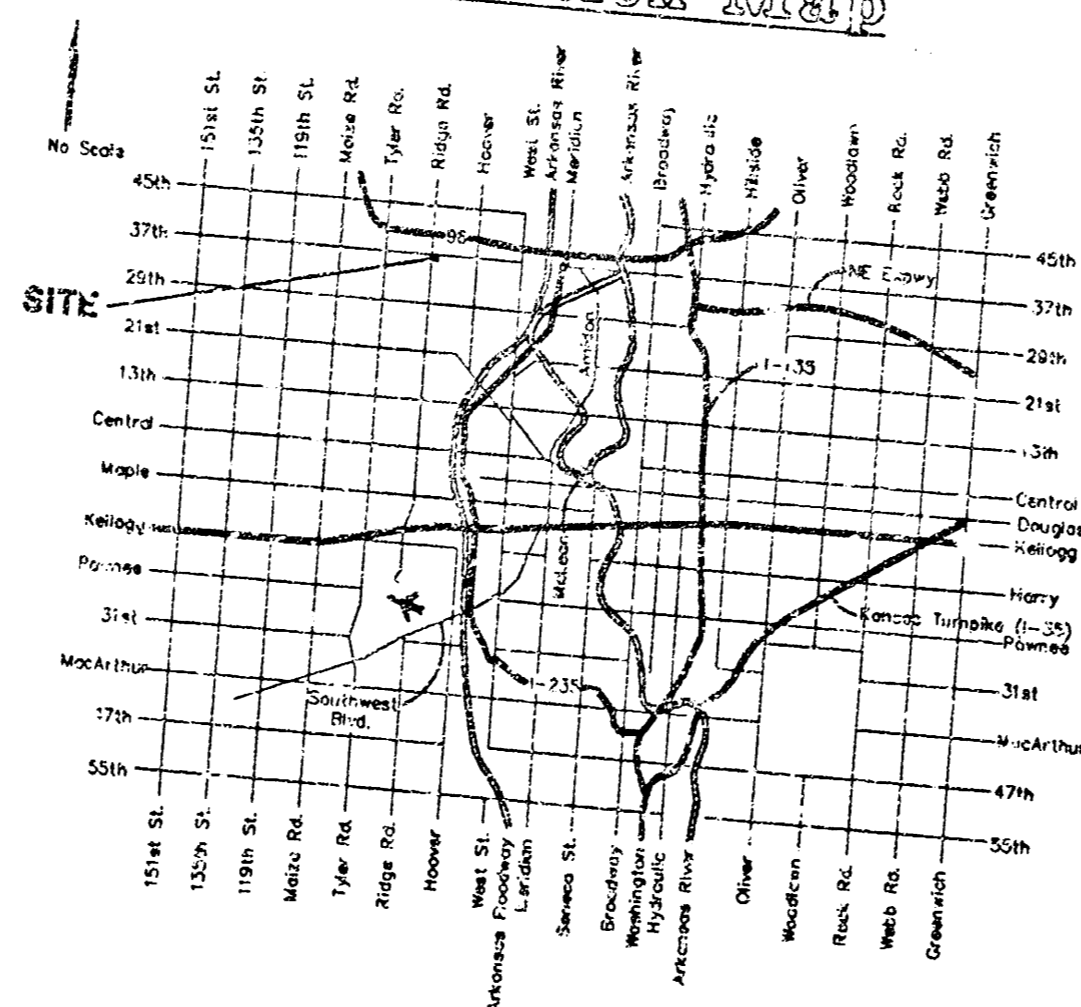 Map
No Scale
151st St.
135th St.
119th St.
Maize Rd.
Tyler Rd.
Ridge Rd.
Hoover
West St.
Arkansas River
Meridian
Arkansas River
Broadway
Hydraulic
Hillside
Oliver
Woodlawn
Rock Rd.
Webb Rd.
Greenwich
45th
37th
29th
21st
13th
Central
Maple
Kellogg
Pawnee
31st
MacArthur
47th
55th
SITE
96
Amidon
NE Expwy
I-135
McLean
Kansas Turnpike (I-35)
I-235
Southwest
Blvd.
45th
37th
29th
21st
13th
Central
Douglas
Kellogg
Harry
Pawnee
31st
MacArthur
47th
55th
151st St.
135th St.
119th St.
Maize Rd.
Tyler Rd.
Ridge Rd.
Hoover
West St.
Arkansas Floodway
Meridian
Seneca St.
Broadway
Washington
Hydraulic
Arkansas River
Oliver
Woodlawn
Rock Rd.
Webb Rd.
Greenwich